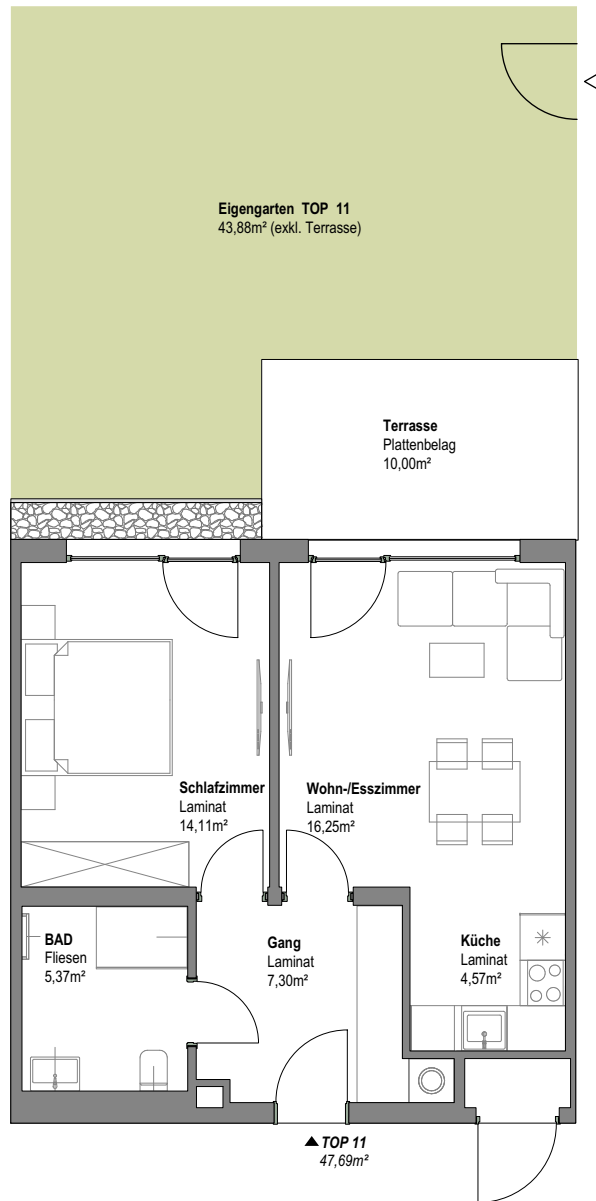 Eigengarten TOP 11
43,88m² (exkl. Terrasse)
Terrasse
Plattenbelag
10,00m²
Schlafzimmer
Laminat
14,11m²
Wohn-/Esszimmer
Laminat
16,25m²
BAD
Fliesen
5,37m²
Gang
Laminat
7,30m²
Küche
Laminat
4,57m²
TOP 11
47,69m²